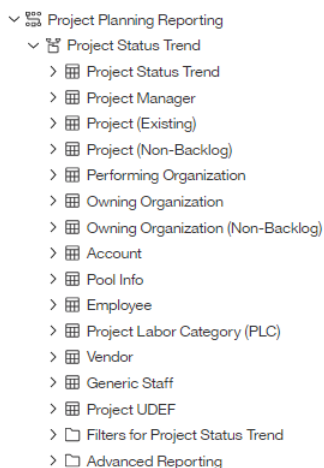 Project Planning Reporting
Project Status Trend
Project Status Trend
Project Manager
Project (Existing)
Project (Non-Backlog)
Performing Organization
Owning Organization
Owning Organization (Non-Backlog)
Account
Pool Info
Employee
Project Labor Category (PLC)
Vendor
Generic Staff
Project UDEF
Filters for Project Status Trend
Advanced Reporting